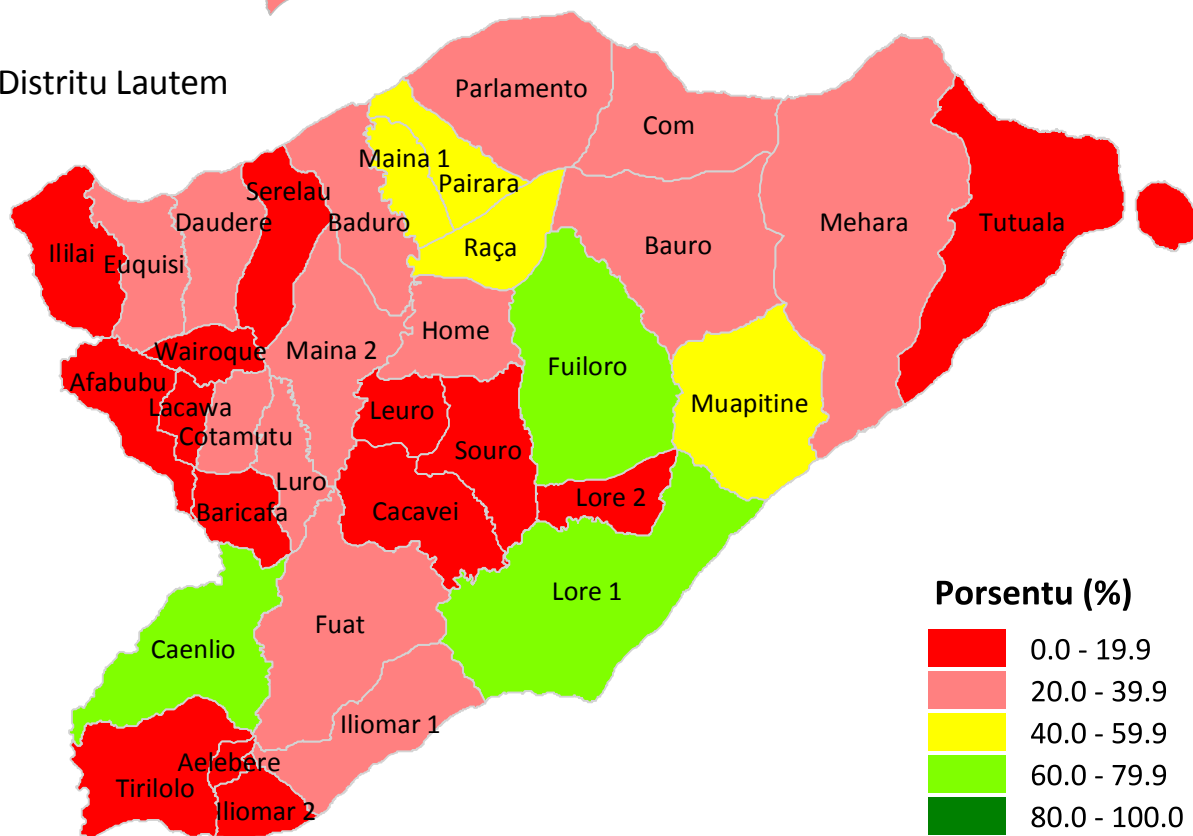 Distritu Lautem
Parlamento
Com
Maina 1
Pairara
Serelau
Daudere
Baduro
Mehara
Tutuala
Ililai
Euquisi
Raça
Bauro
Home
Wairoque
Maina 2
Fuiloro
Afabubu
Lacawa
Leuro
Muapitine
Cotamutu
Souro
Luro
Lore 2
Baricafa
Cacavei
Lore 1
Fuat
Caenlio
Iliomar 1
Aelebere
Tirilolo
Iliomar 2
Porsentu (%)
0.0 - 19.9
20.0 - 39.9
40.0 - 59.9
60.0 - 79.9
80.0 - 100.0